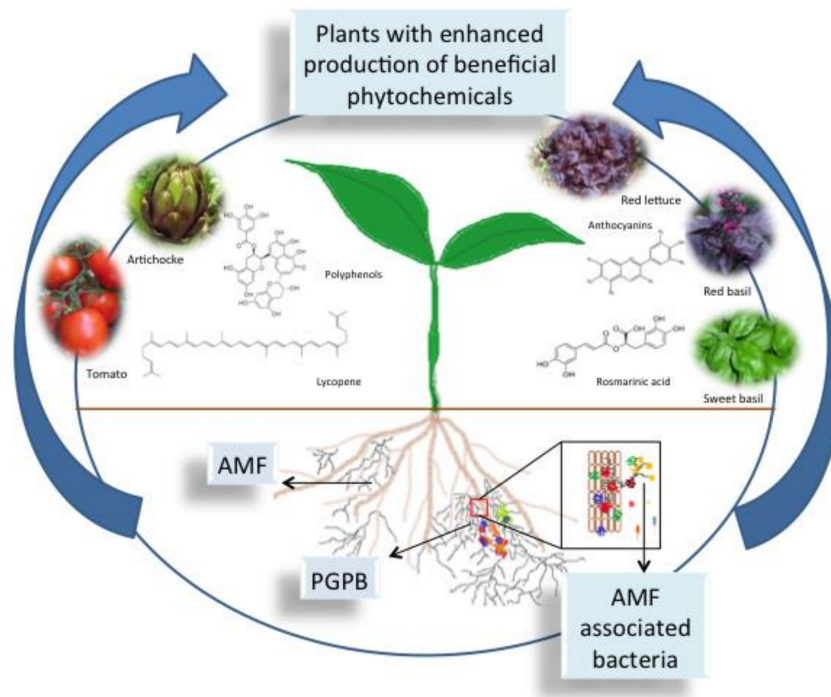 Plants with enhanced
production of beneficial
phytochemicals
Red lettuce
Artichocke
Anthocyanins
Polyphenols
Red basil
Tomato
Lycopene
Rosmarinic acid
Sweet basil
AMF
PGPB
AMF
associated
bacteria